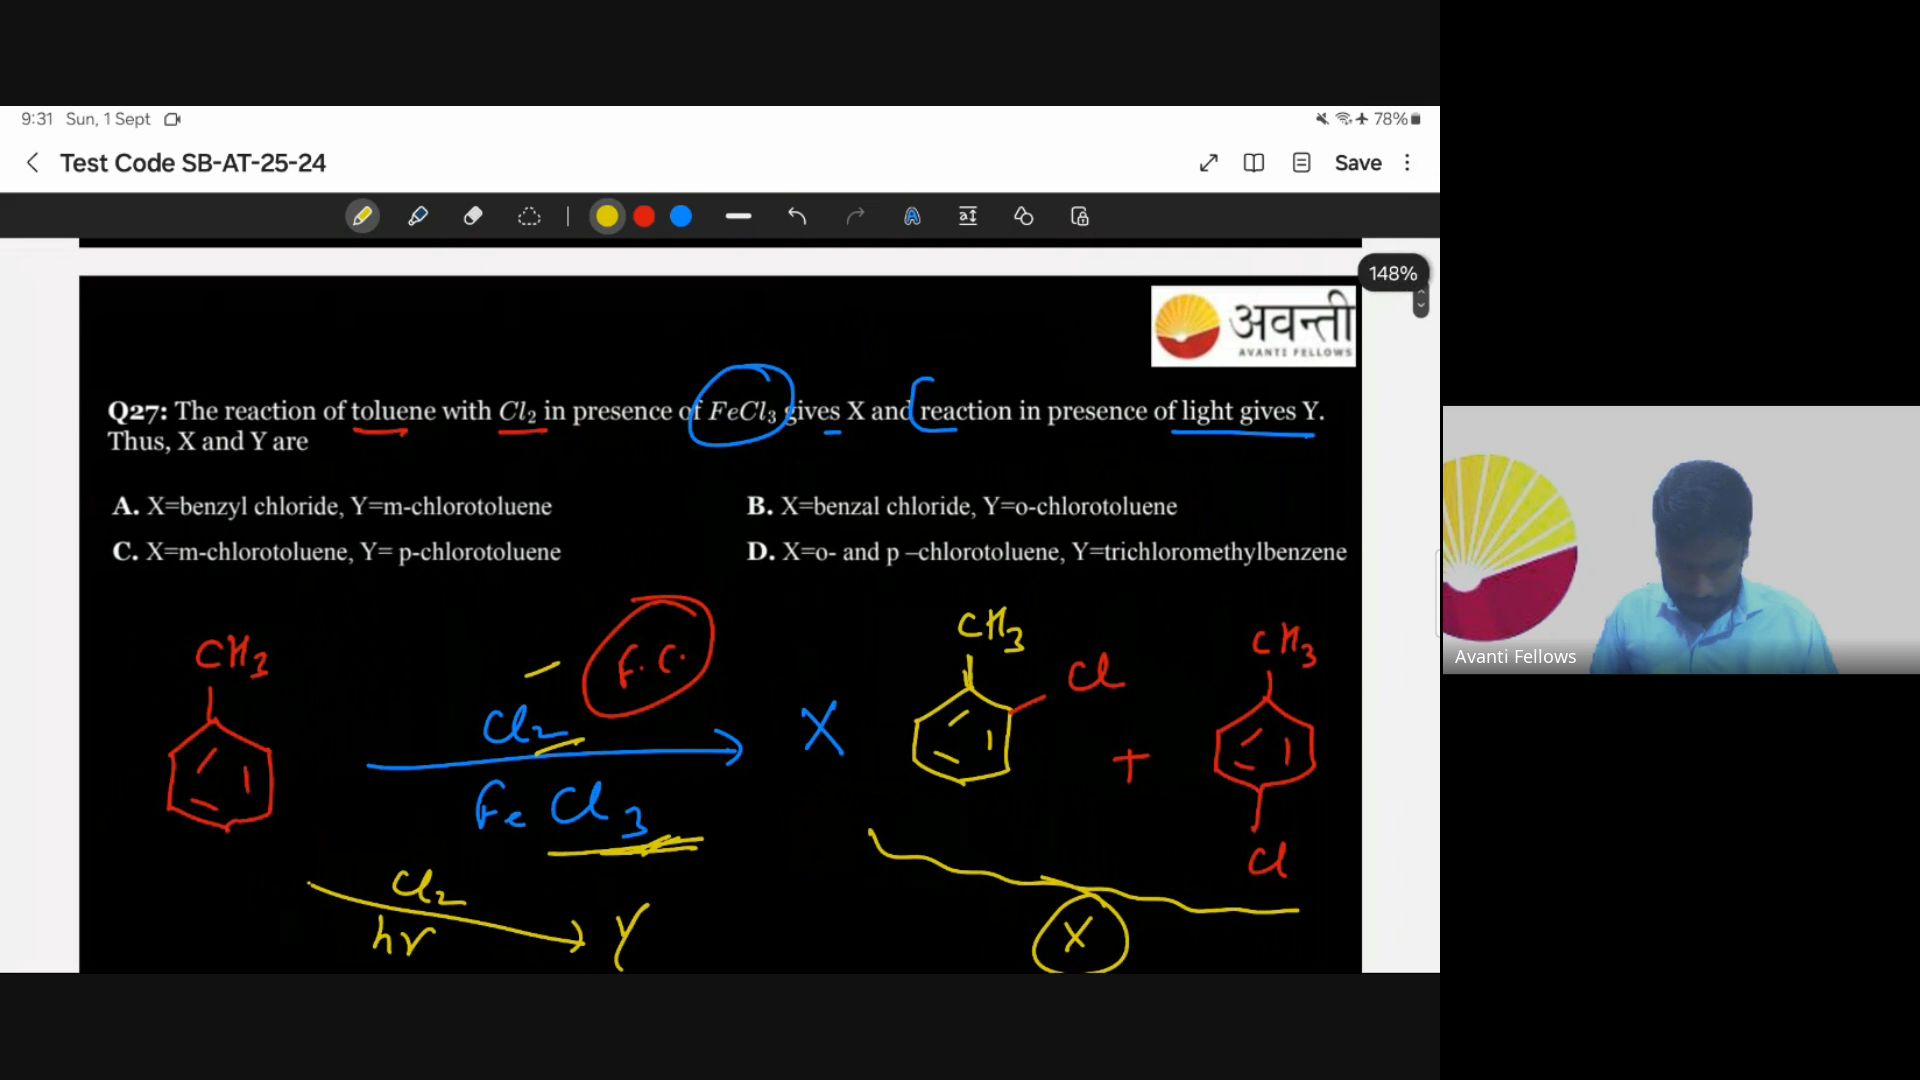 9:31 Sun, 1 Sept
78%
Test Code SB-AT-25-24
Save
148%
अवन्ती
AVANTI FELLOWS
Q27: The reaction of toluene with Cl₂ in presence of FeCl₃ gives X and reaction in presence of light gives Y.
Thus, X and Y are
A. X=benzyl chloride, Y=m-chlorotoluene
B. X=benzal chloride, Y=o-chlorotoluene
C. X=m-chlorotoluene, Y= p-chlorotoluene
D. X=o- and p –chlorotoluene, Y=trichloromethylbenzene
CH₃
F.C.
Cl₂
FeCl₃
X
CH₃
Cl
+
CH₃
Cl
Cl₂
hν
Y
X
Avanti Fellows